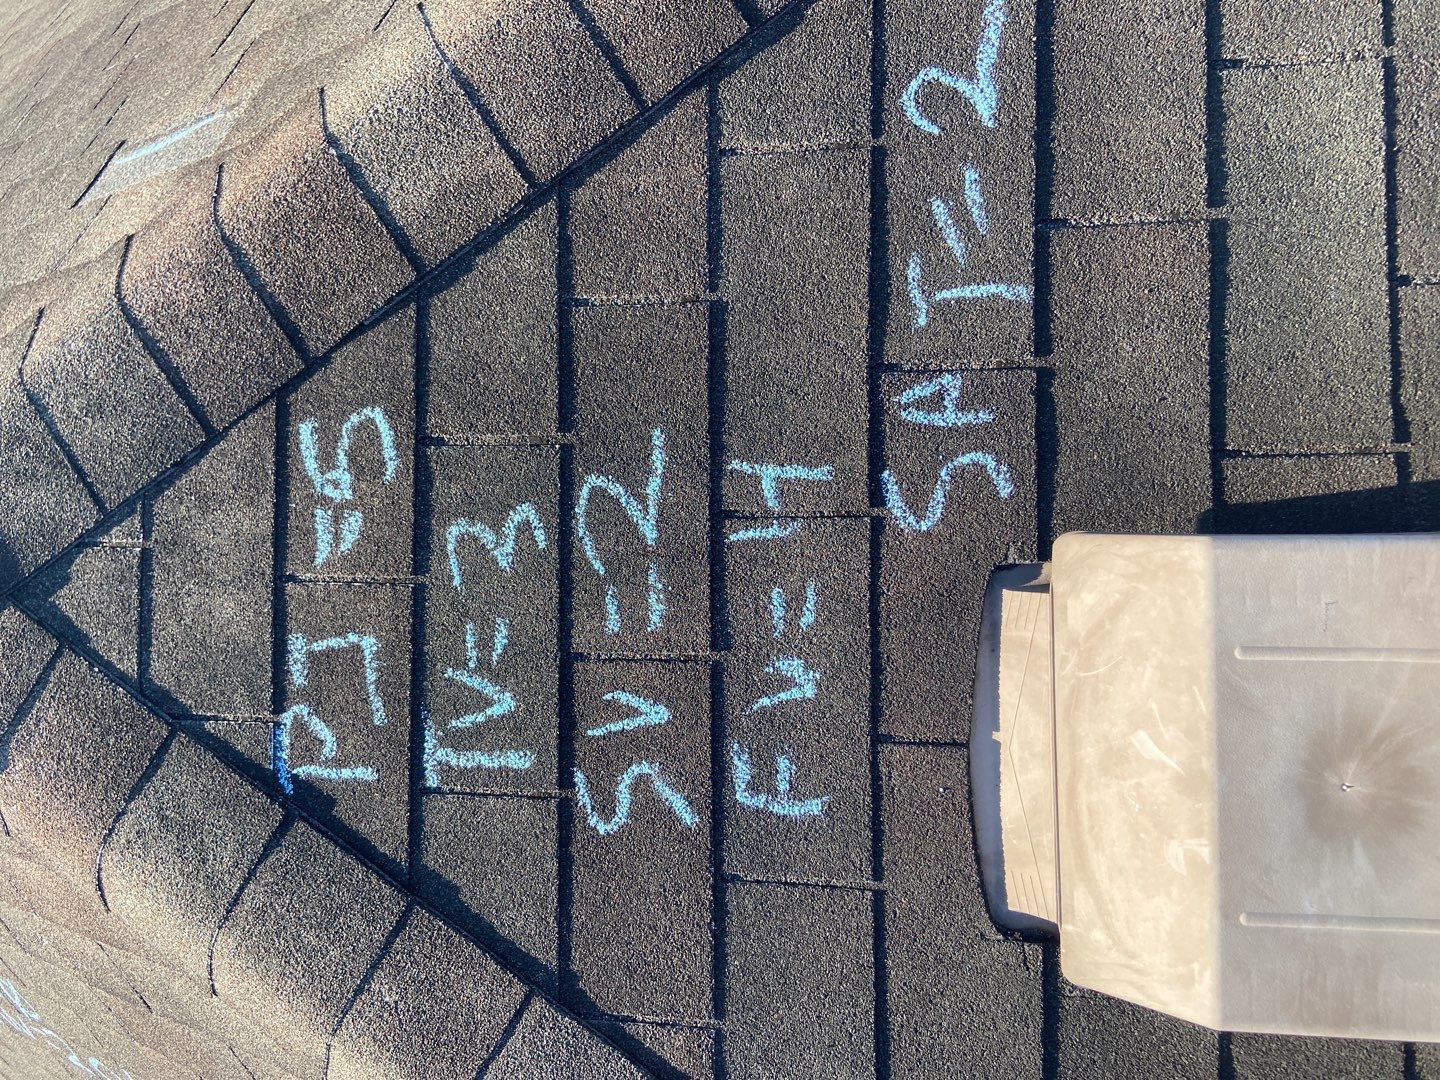 PJ =5
TV=3
SV=2
FV=4
SAT=2